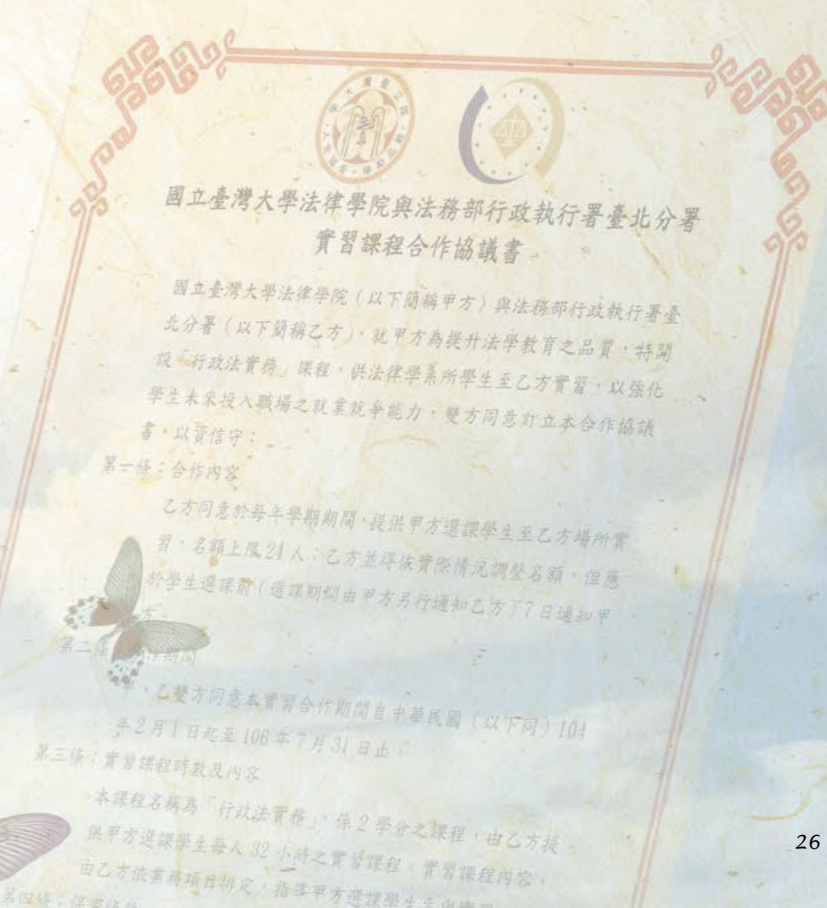 國立臺灣大學法律學院與法務部行政執行署臺北分署
實習課程合作協議書
國立臺灣大學法律學院（以下簡稱甲方）與法務部行政執行署臺
北分署（以下簡稱乙方），就甲方為提升法學教育之品質，特開
設「行政法實務」課程，供法律學系所學生至乙方實習，以強化
學生未來投入職場之就業競爭能力，雙方同意訂立本合作協議
書，以資信守：
第一條：合作內容
乙方同意於每年學期期間，提供甲方選課學生至乙方場所實
習，名額上限24人；乙方並得依實際情況調整名額，但應
於學生選課前（選課期間由甲方另行通知乙方）7日通知甲
方。
第二條 期間
甲、乙雙方同意本實習合作期間自中華民國（以下同）104
年2月1日起至106年7月31日止。
第三條：實習課程時數及內容
本課程名稱為「行政法實務」，係2學分之課程，由乙方提
供甲方選課學生每人32小時之實習課程，實習課程內容，
由乙方依業務項目排定，指導甲方選課學生參與實習
第四條：保密
26